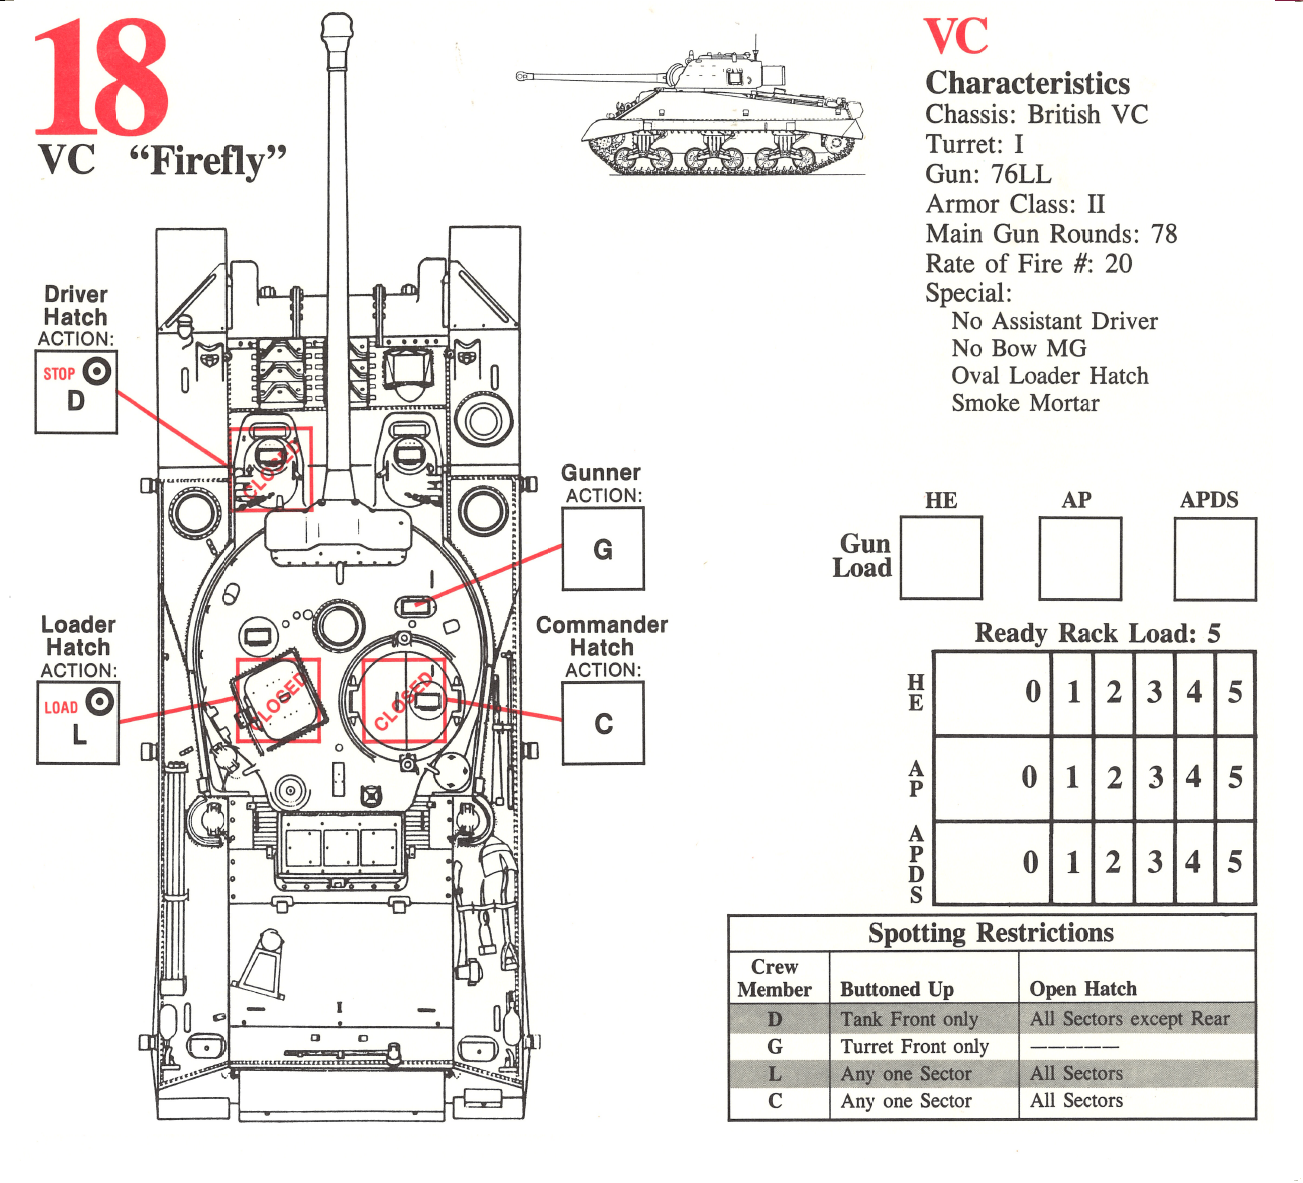 18
VC “Firefly”
VC
Characteristics
Chassis: British VC
Turret: I
Gun: 76LL
Armor Class: II
Main Gun Rounds: 78
Rate of Fire #: 20
Special:
No Assistant Driver
No Bow MG
Oval Loader Hatch
Smoke Mortar
Driver
Hatch
ACTION:
STOP
D
CLOSED
Gunner
ACTION:
G
Loader
Hatch
ACTION:
LOAD
L
CLOSED
Commander
Hatch
ACTION:
C
CLOSED
HE AP APDS
Gun
Load
Ready Rack Load: 5
HE 0 1 2 3 4 5
AP 0 1 2 3 4 5
APDS 0 1 2 3 4 5
Spotting Restrictions
Crew
Member Buttoned Up Open Hatch
D Tank Front only All Sectors except Rear
G Turret Front only —————
L Any one Sector All Sectors
C Any one Sector All Sectors